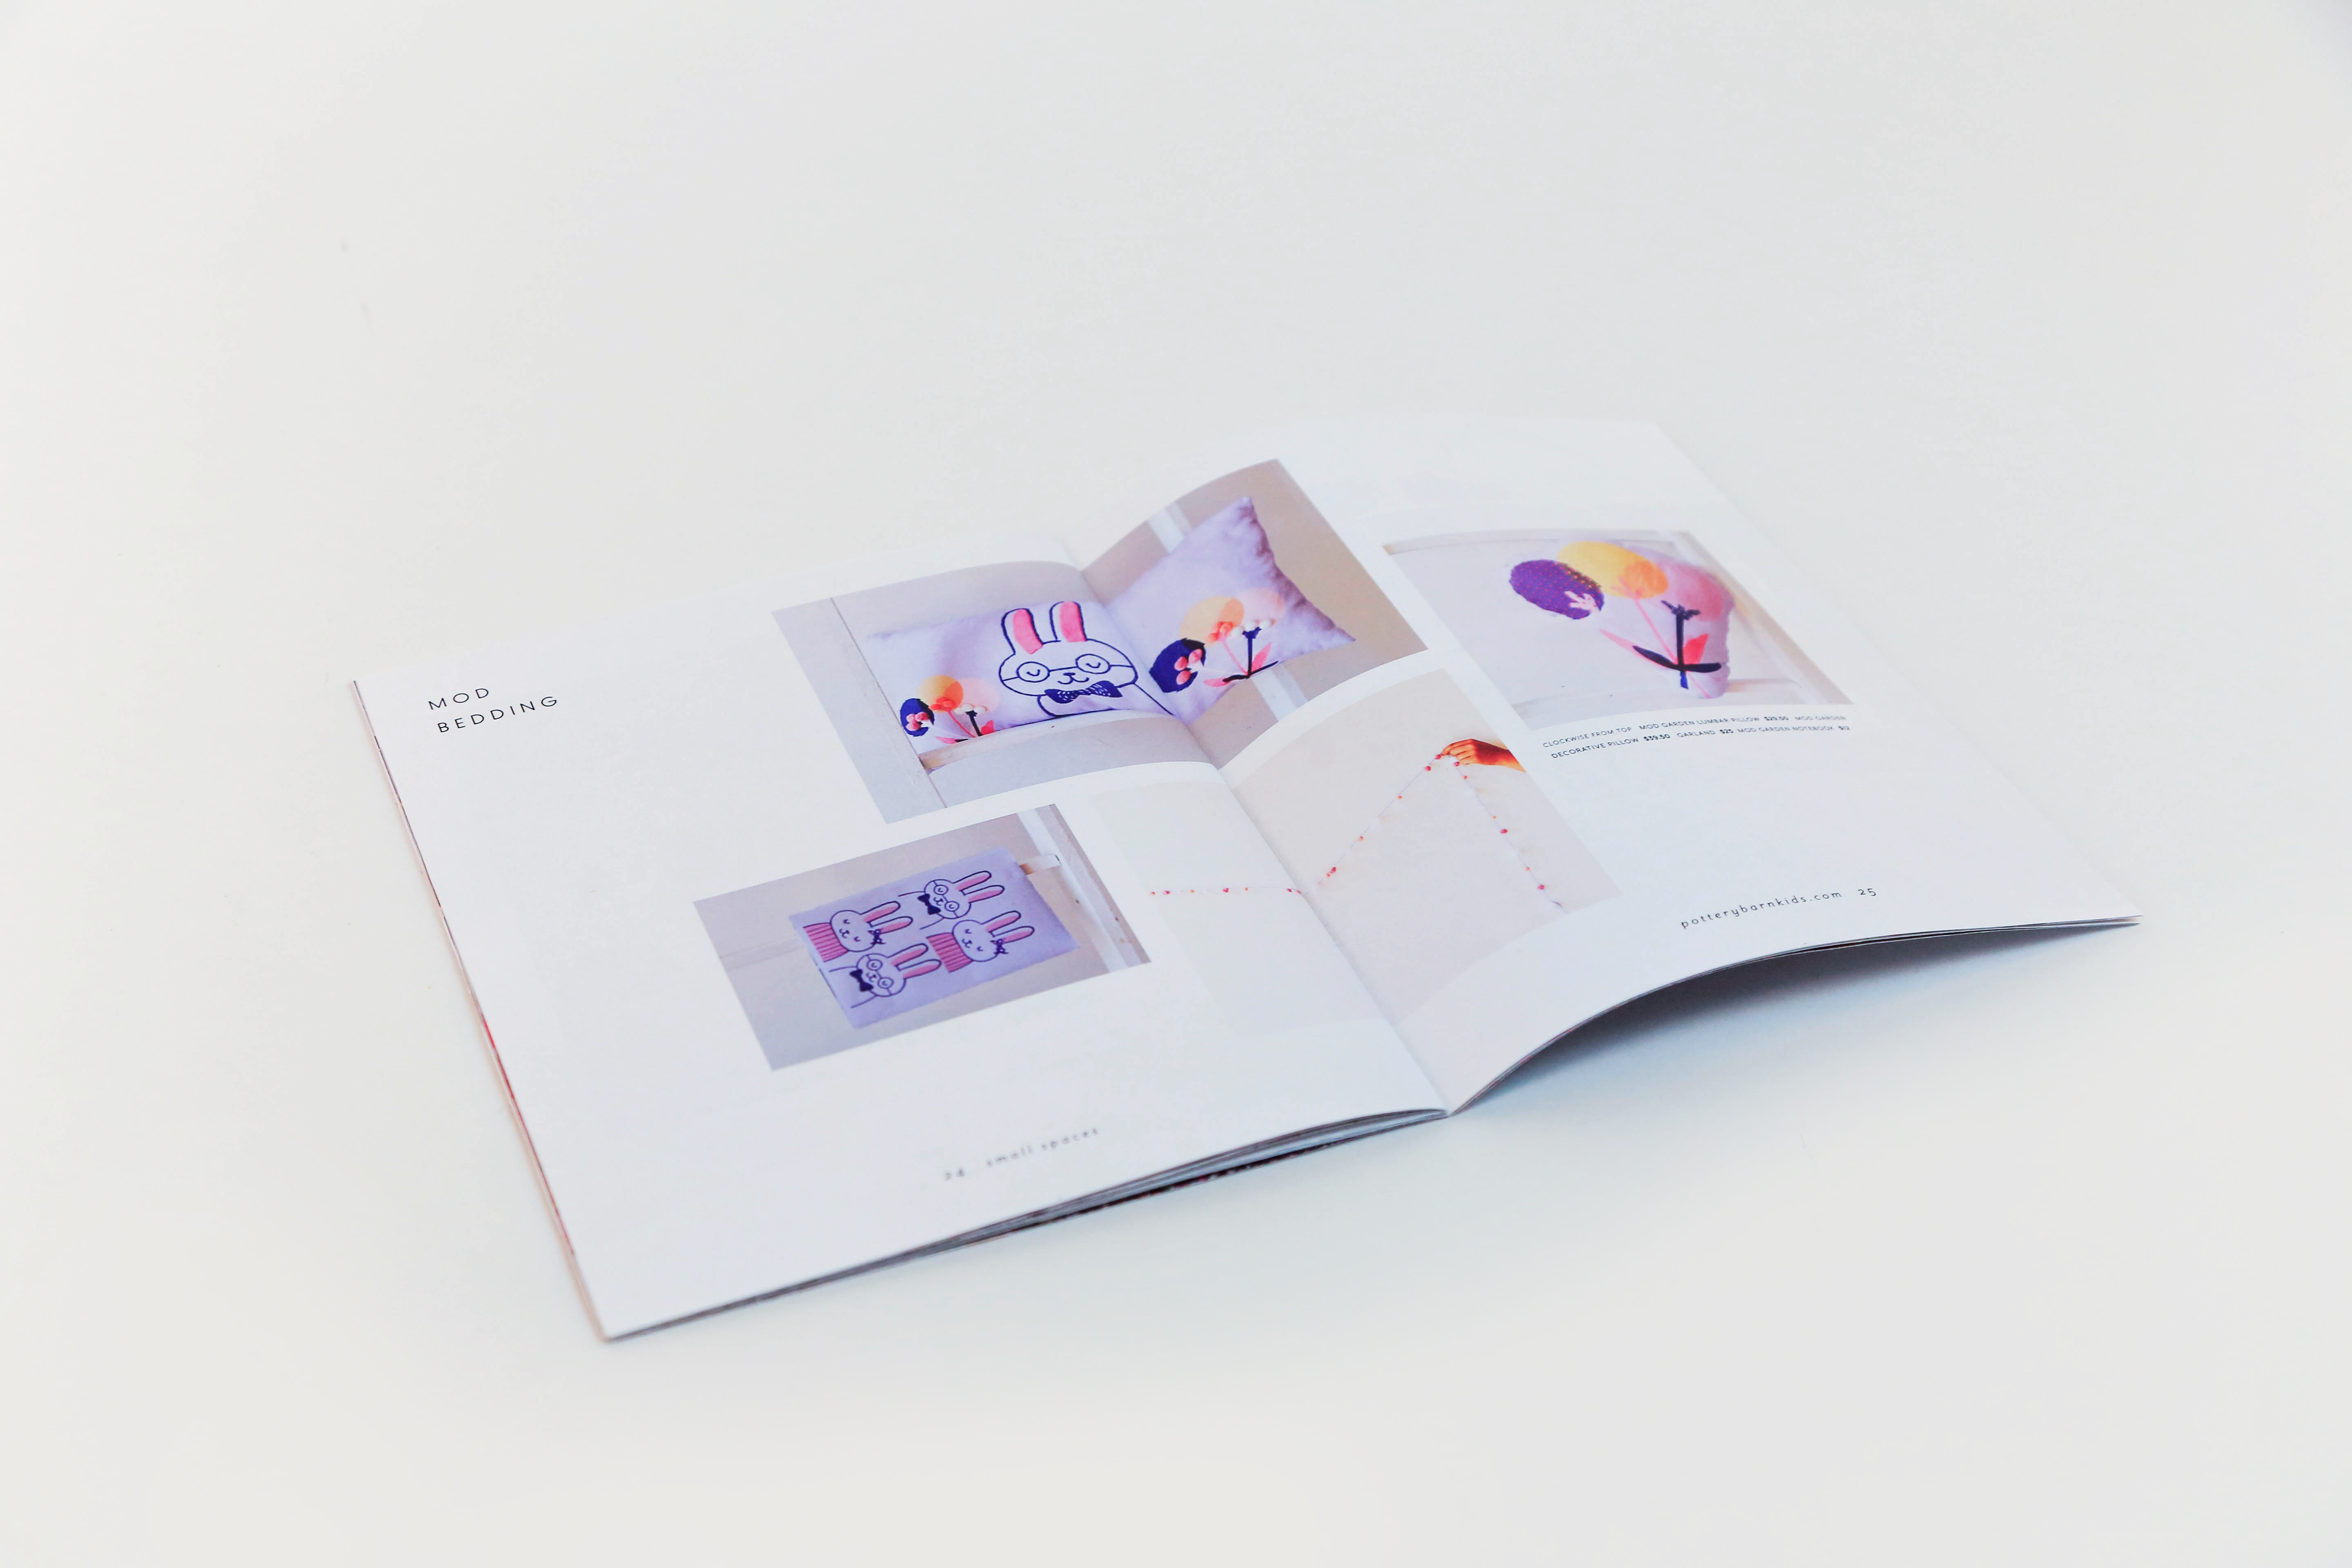 MOD
BEDDING
CLOCKWISE FROM TOP MOD GARDEN LUMBAR PILLOW $29.50 MOD GARDEN
DECORATIVE PILLOW $39.50 GARLAND $25 MOD GARDEN NOTEBOOK $12
24 small spaces
potterybarnkids.com 25